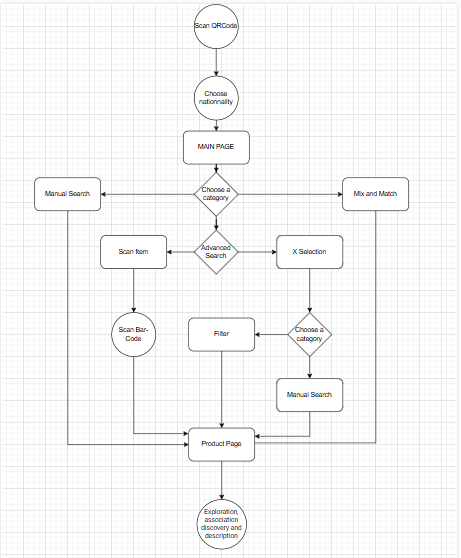 Scan QRCode
Choose
nationnality
MAIN PAGE
Manual Search
Choose a
category
Mix and Match
Scan Item
Advanced
Search
X Selection
Scan Bar-
Code
Filter
Choose a
category
Manual Search
Product Page
Exploration,
association
discovery and
description